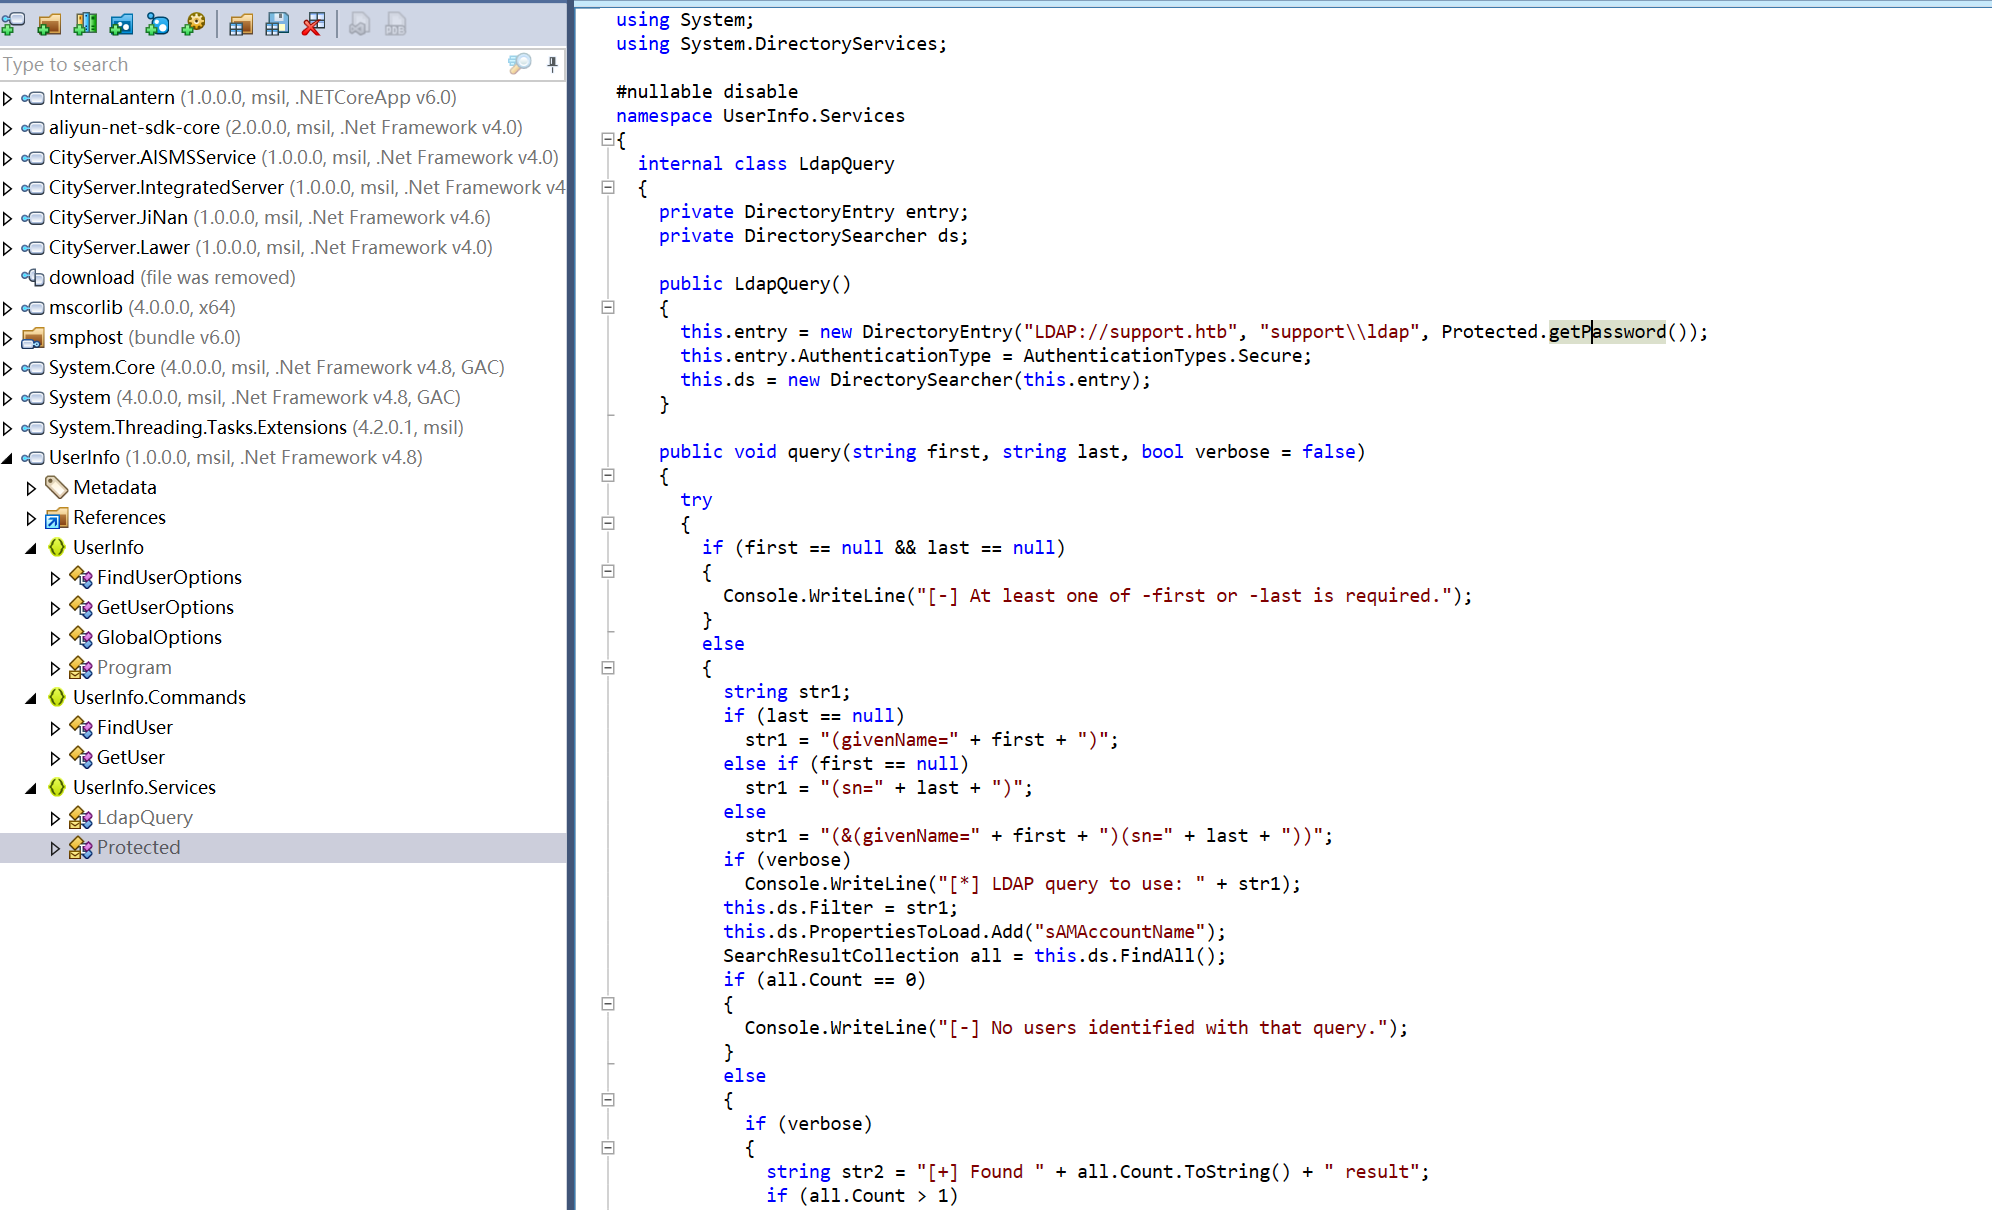 Type to search
InternaLantern (1.0.0.0, msil, .NETCoreApp v6.0)
aliyun-net-sdk-core (2.0.0.0, msil, .Net Framework v4.0)
CityServer.AISMSService (1.0.0.0, msil, .Net Framework v4.0)
CityServer.IntegratedServer (1.0.0.0, msil, .Net Framework v4
CityServer.JiNan (1.0.0.0, msil, .Net Framework v4.6)
CityServer.Lawer (1.0.0.0, msil, .Net Framework v4.0)
download (file was removed)
mscorlib (4.0.0.0, x64)
smphost (bundle v6.0)
System.Core (4.0.0.0, msil, .Net Framework v4.8, GAC)
System (4.0.0.0, msil, .Net Framework v4.8, GAC)
System.Threading.Tasks.Extensions (4.2.0.1, msil)
UserInfo (1.0.0.0, msil, .Net Framework v4.8)
Metadata
References
UserInfo
FindUserOptions
GetUserOptions
GlobalOptions
Program
UserInfo.Commands
FindUser
GetUser
UserInfo.Services
LdapQuery
Protected
using System;
using System.DirectoryServices;
#nullable disable
namespace UserInfo.Services
{
internal class LdapQuery
{
private DirectoryEntry entry;
private DirectorySearcher ds;
public LdapQuery()
{
this.entry = new DirectoryEntry("LDAP://support.htb", "support\\ldap", Protected.getPassword());
this.entry.AuthenticationType = AuthenticationTypes.Secure;
this.ds = new DirectorySearcher(this.entry);
}
public void query(string first, string last, bool verbose = false)
{
try
{
if (first == null && last == null)
{
Console.WriteLine("[-] At least one of -first or -last is required.");
}
else
{
string str1;
if (last == null)
str1 = "(givenName=" + first + ")";
else if (first == null)
str1 = "(sn=" + last + ")";
else
str1 = "(&(givenName=" + first + ")(sn=" + last + "))";
if (verbose)
Console.WriteLine("[*] LDAP query to use: " + str1);
this.ds.Filter = str1;
this.ds.PropertiesToLoad.Add("sAMAccountName");
SearchResultCollection all = this.ds.FindAll();
if (all.Count == 0)
{
Console.WriteLine("[-] No users identified with that query.");
}
else
{
if (verbose)
{
string str2 = "[+] Found " + all.Count.ToString() + " result";
if (all.Count > 1)